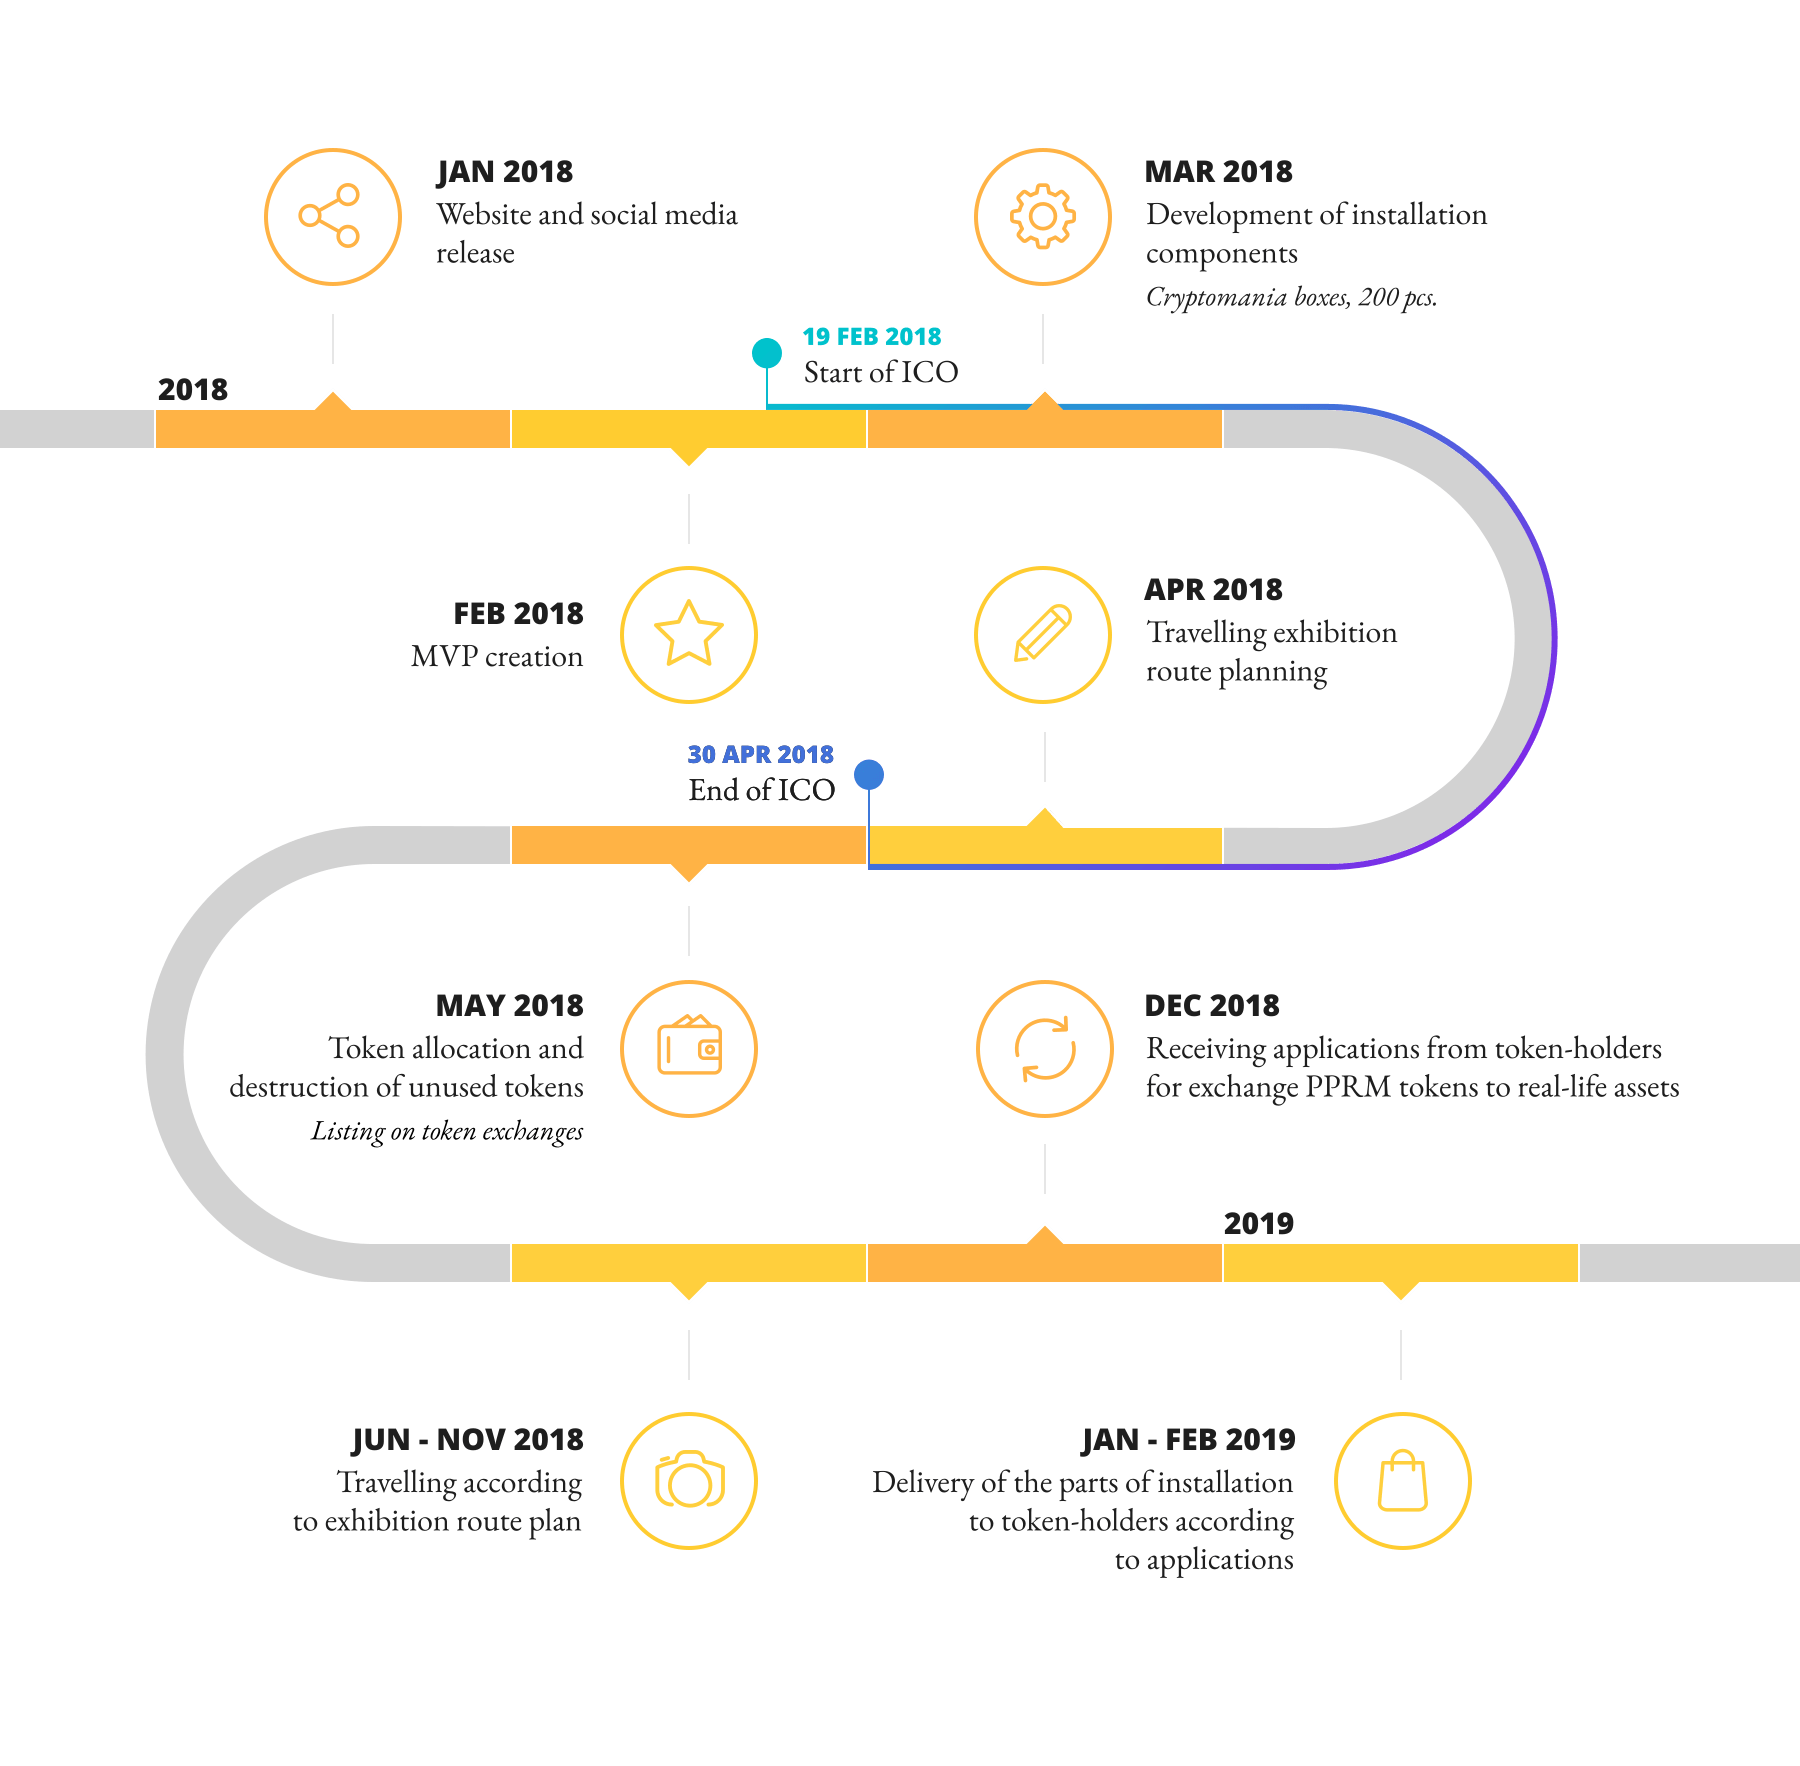 JAN 2018
Website and social media
release
MAR 2018
Development of installation
components
Cryptomania boxes, 200 pcs.
19 FEB 2018
Start of ICO
2018
FEB 2018
MVP creation
APR 2018
Travelling exhibition
route planning
30 APR 2018
End of ICO
MAY 2018
Token allocation and
destruction of unused tokens
Listing on token exchanges
DEC 2018
Receiving applications from token-holders
for exchange PPRM tokens to real-life assets
2019
JUN - NOV 2018
Travelling according
to exhibition route plan
JAN - FEB 2019
Delivery of the parts of installation
to token-holders according
to applications